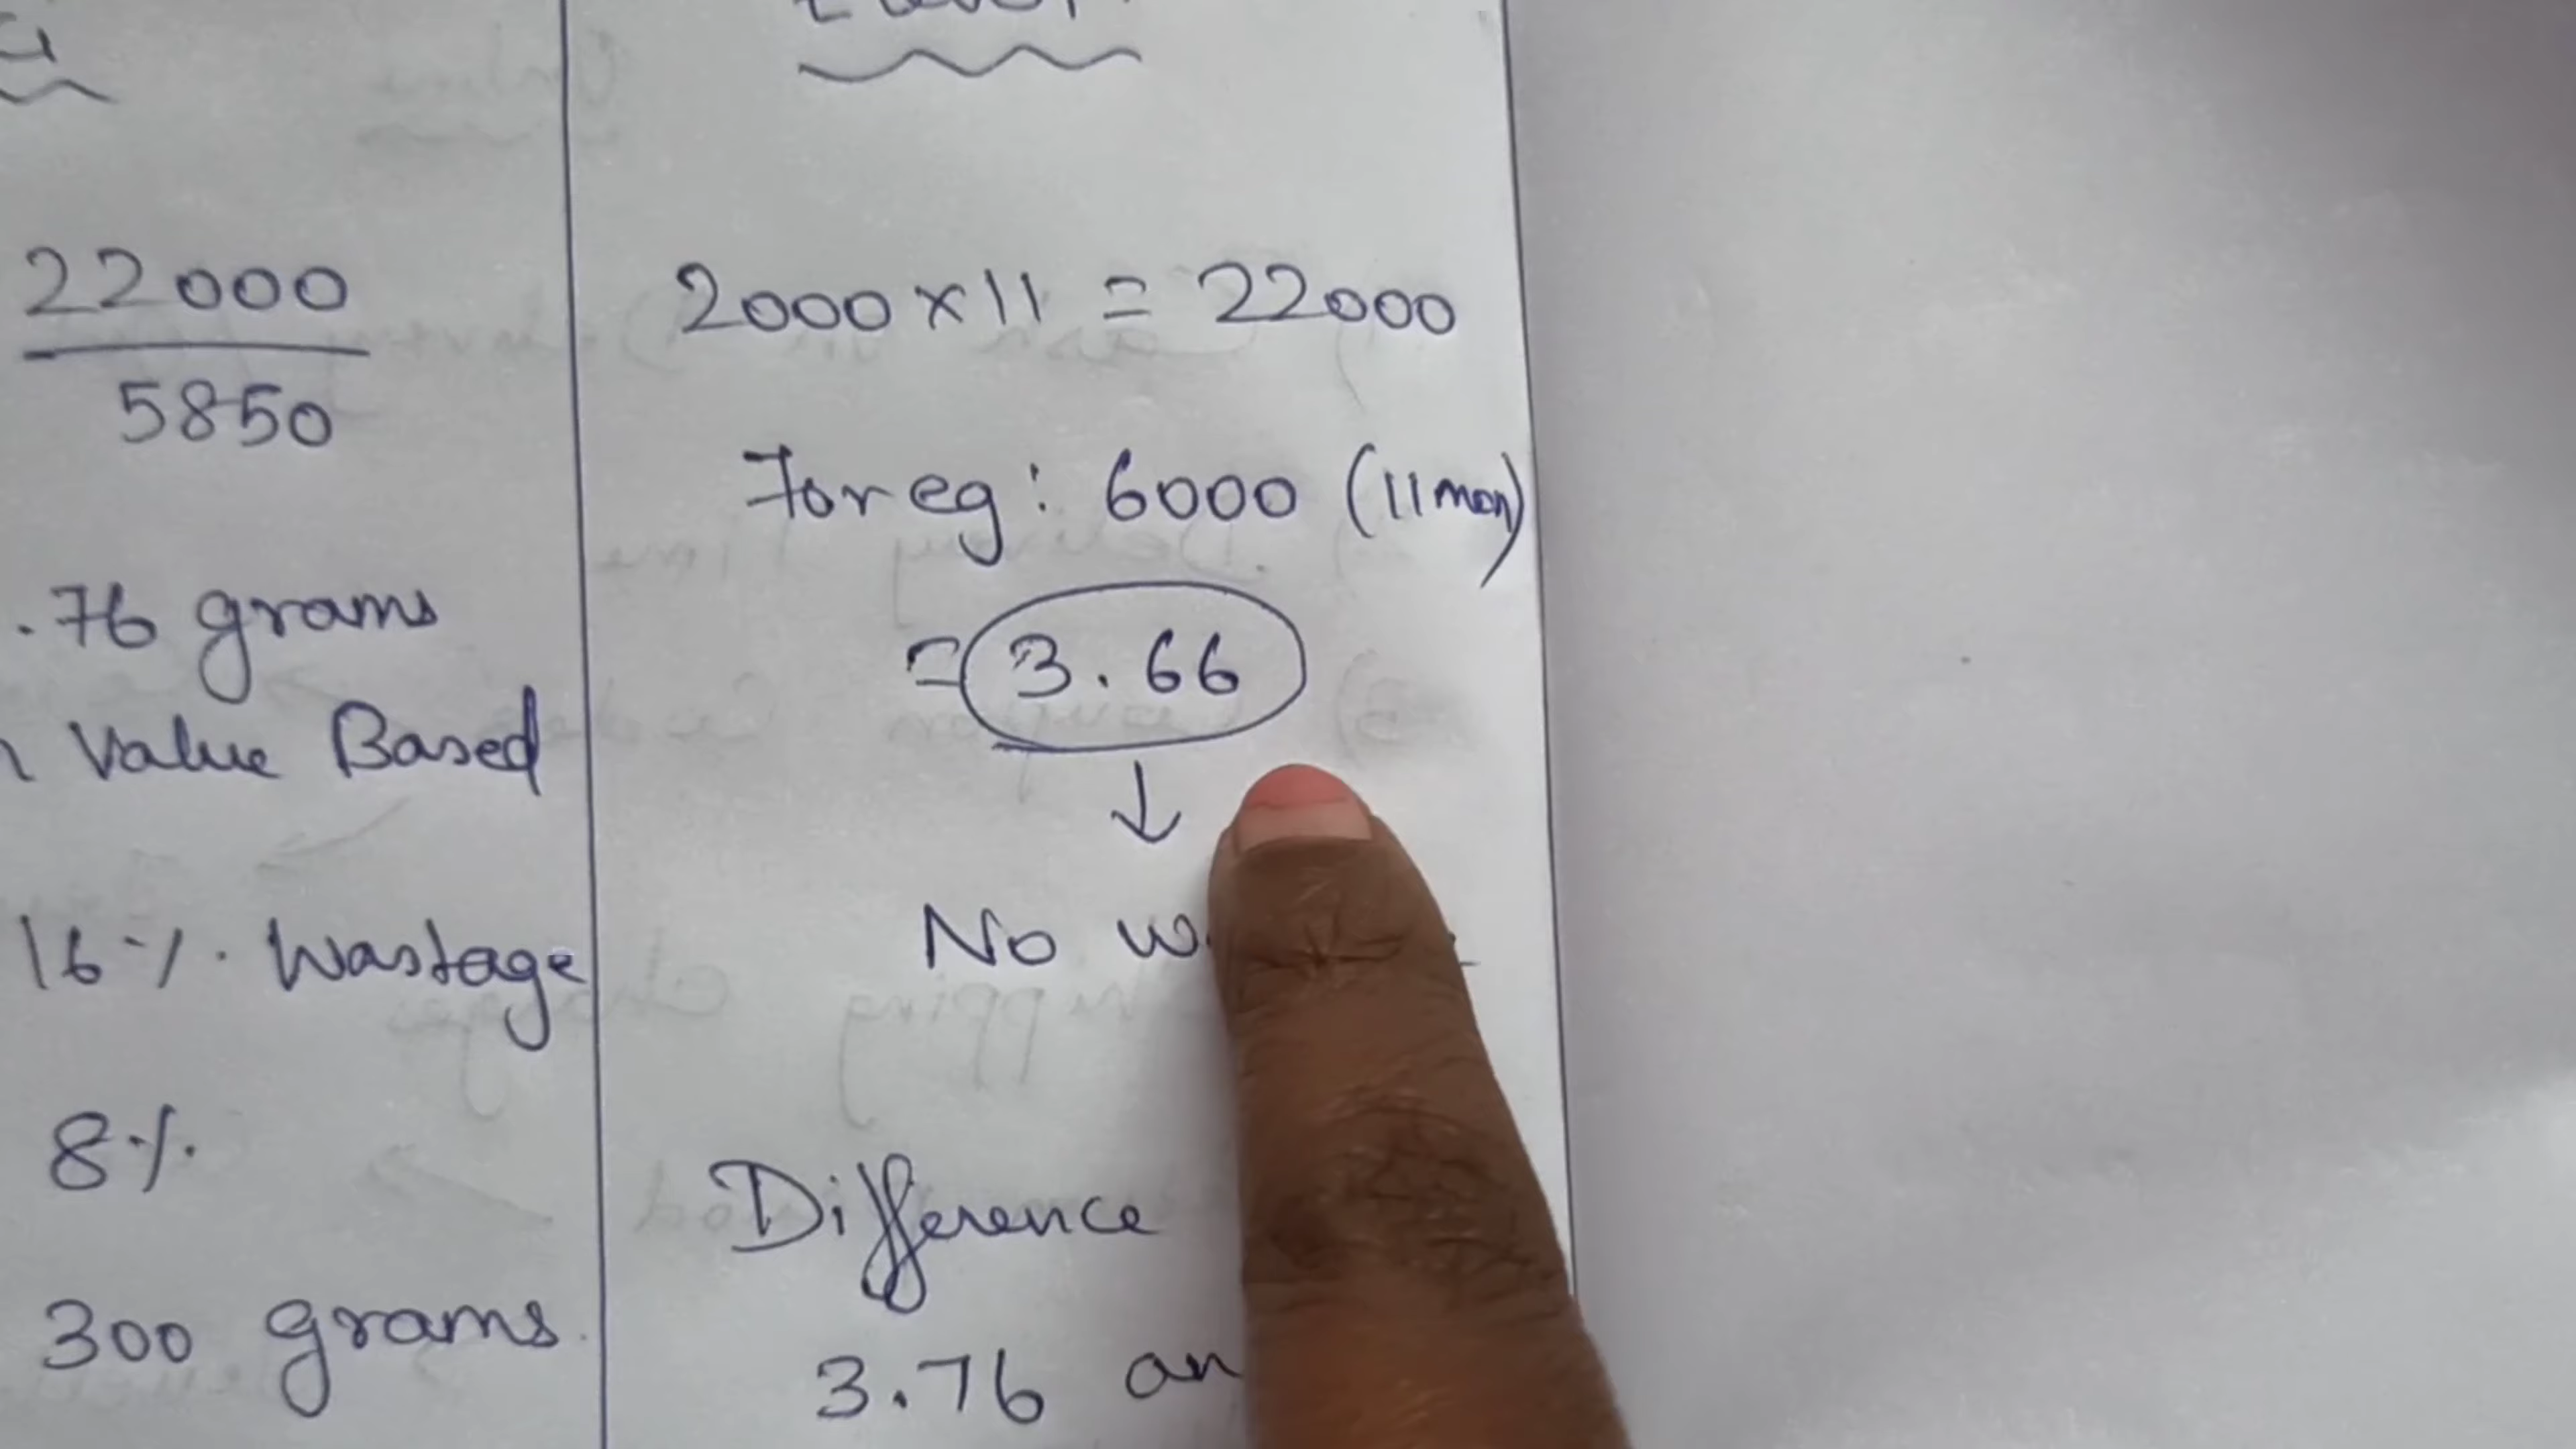 22000
5850
.76 grams
Value Based
16%. Wastage
8%.
300 grams
2000 x 11 = 22000
For eg: 6000 (11 mon)
= 3.66
↓
No
Difference
3.76